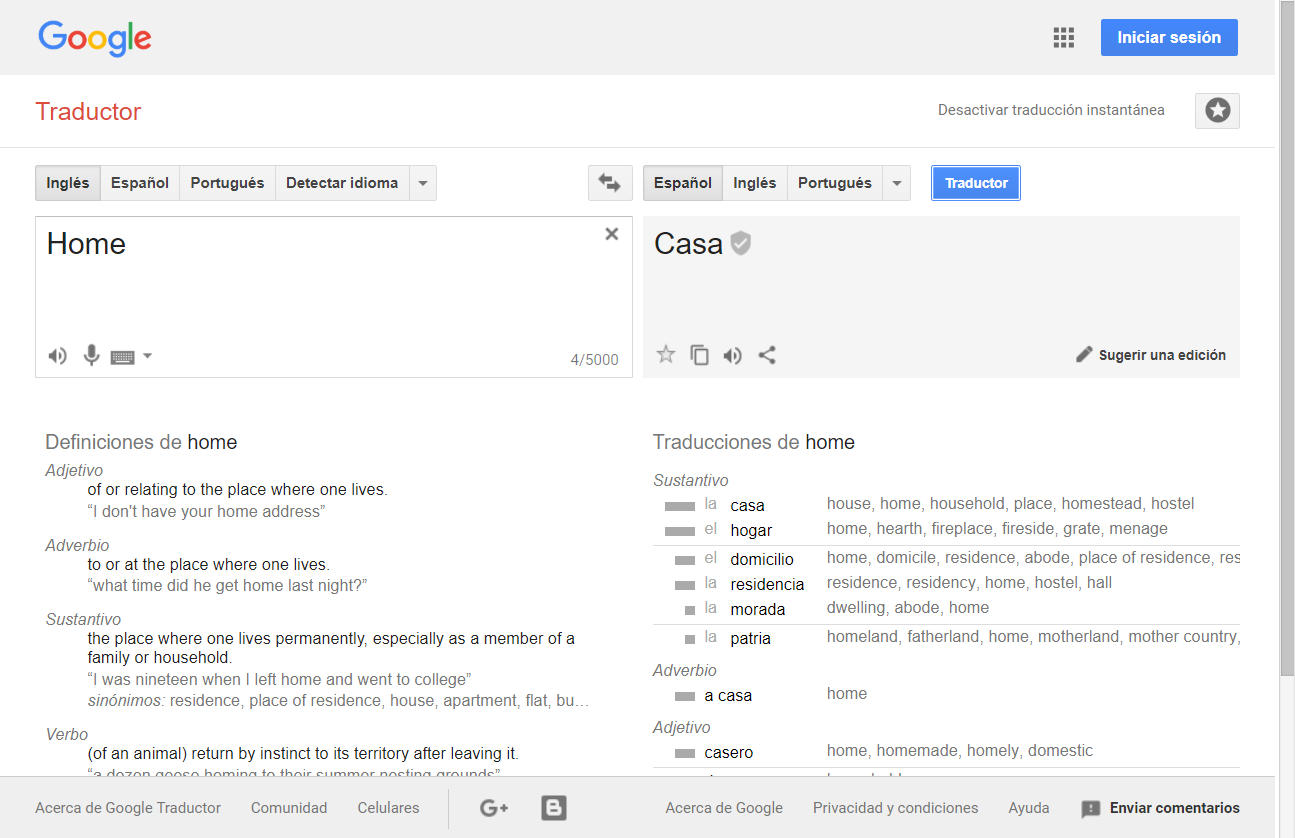 Google
Iniciar sesión
Traductor
Desactivar traducción instantánea
Inglés Español Portugués Detectar idioma
Español Inglés Portugués Traductor
Home
Casa
4/5000
Sugerir una edición
Definiciones de home
Adjetivo
of or relating to the place where one lives.
“I don't have your home address”
Adverbio
to or at the place where one lives.
“what time did he get home last night?”
Sustantivo
the place where one lives permanently, especially as a member of a
family or household.
“I was nineteen when I left home and went to college”
sinónimos: residence, place of residence, house, apartment, flat, bu…
Verbo
(of an animal) return by instinct to its territory after leaving it.
“a dozen geese homing to their summer nesting grounds”
Traducciones de home
Sustantivo
la casa house, home, household, place, homestead, hostel
el hogar home, hearth, fireplace, fireside, grate, menage
el domicilio home, domicile, residence, abode, place of residence, res
la residencia residence, residency, home, hostel, hall
la morada dwelling, abode, home
la patria homeland, fatherland, home, motherland, mother country,
Adverbio
a casa home
Adjetivo
casero home, homemade, homely, domestic
Acerca de Google Traductor Comunidad Celulares G+ B
Acerca de Google Privacidad y condiciones Ayuda Enviar comentarios